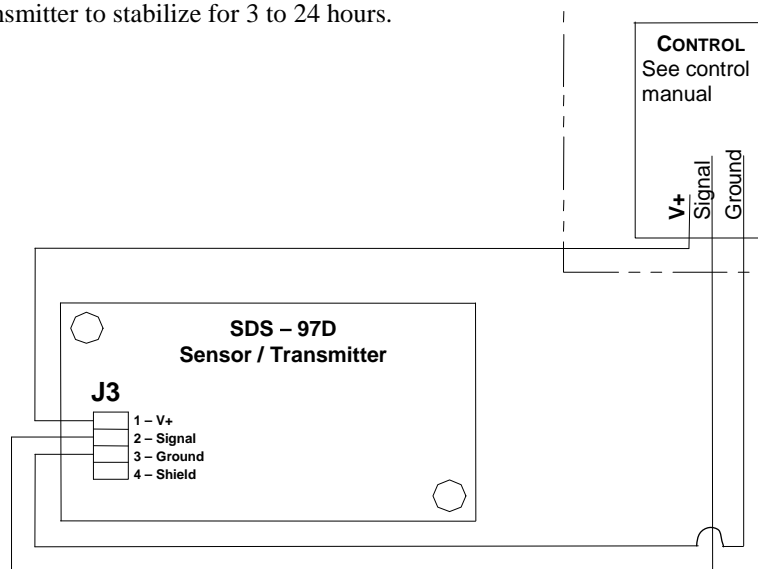 nsmitter to stabilize for 3 to 24 hours.
CONTROL
See control
manual
V+
Signal
Ground
SDS – 97D
Sensor / Transmitter
J3
1 – V+
2 – Signal
3 – Ground
4 – Shield